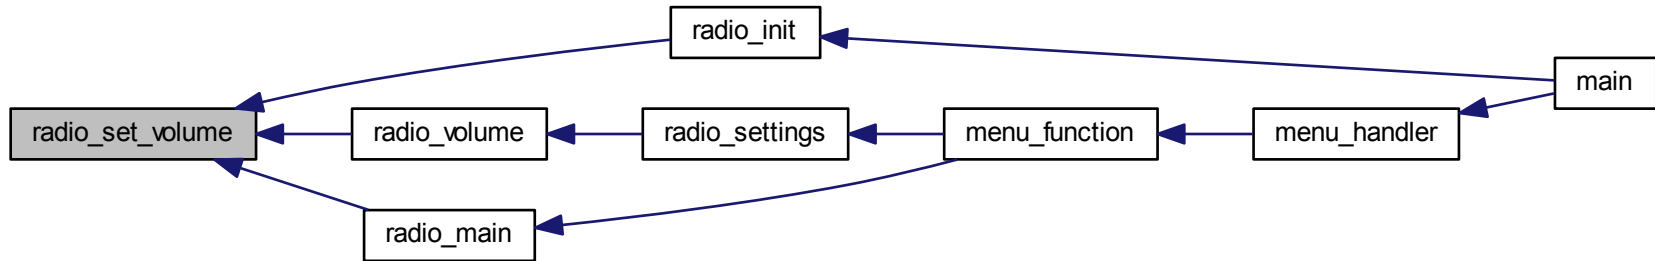 radio_init
main
radio_set_volume
radio_volume
radio_settings
menu_function
menu_handler
radio_main